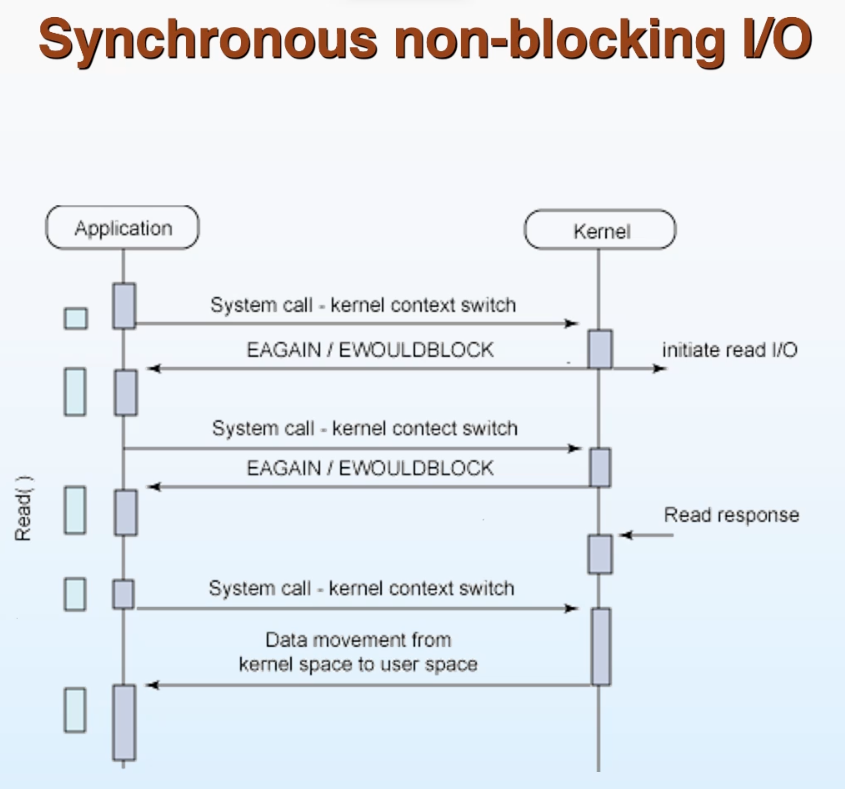 Synchronous non-blocking I/O
Application
Kernel
System call - kernel context switch
EAGAIN / EWOULDBLOCK
initiate read I/O
System call - kernel contect switch
EAGAIN / EWOULDBLOCK
Read( )
Read response
System call - kernel context switch
Data movement from
kernel space to user space